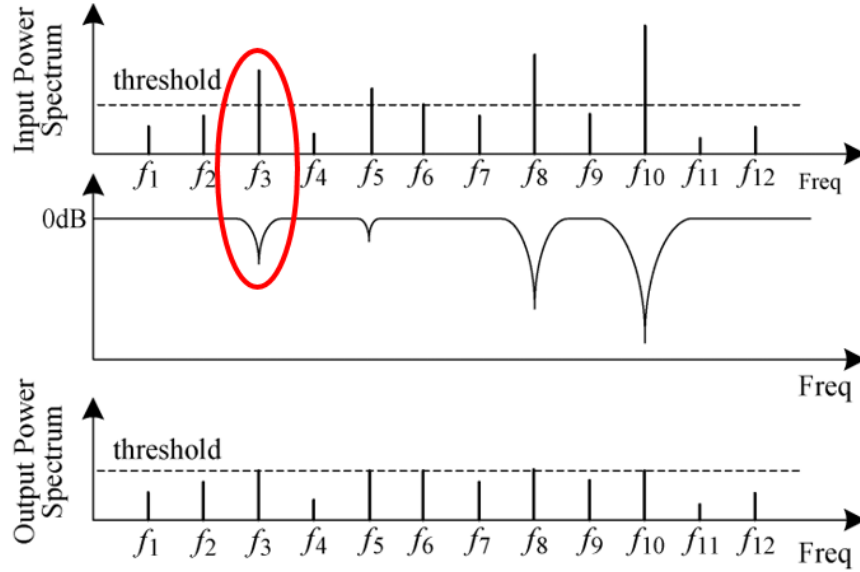 Input Power
Spectrum
threshold
f1 f2 f3 f4 f5 f6 f7 f8 f9 f10 f11 f12 Freq
0dB
Freq
Output Power
Spectrum
threshold
f1 f2 f3 f4 f5 f6 f7 f8 f9 f10 f11 f12 Freq